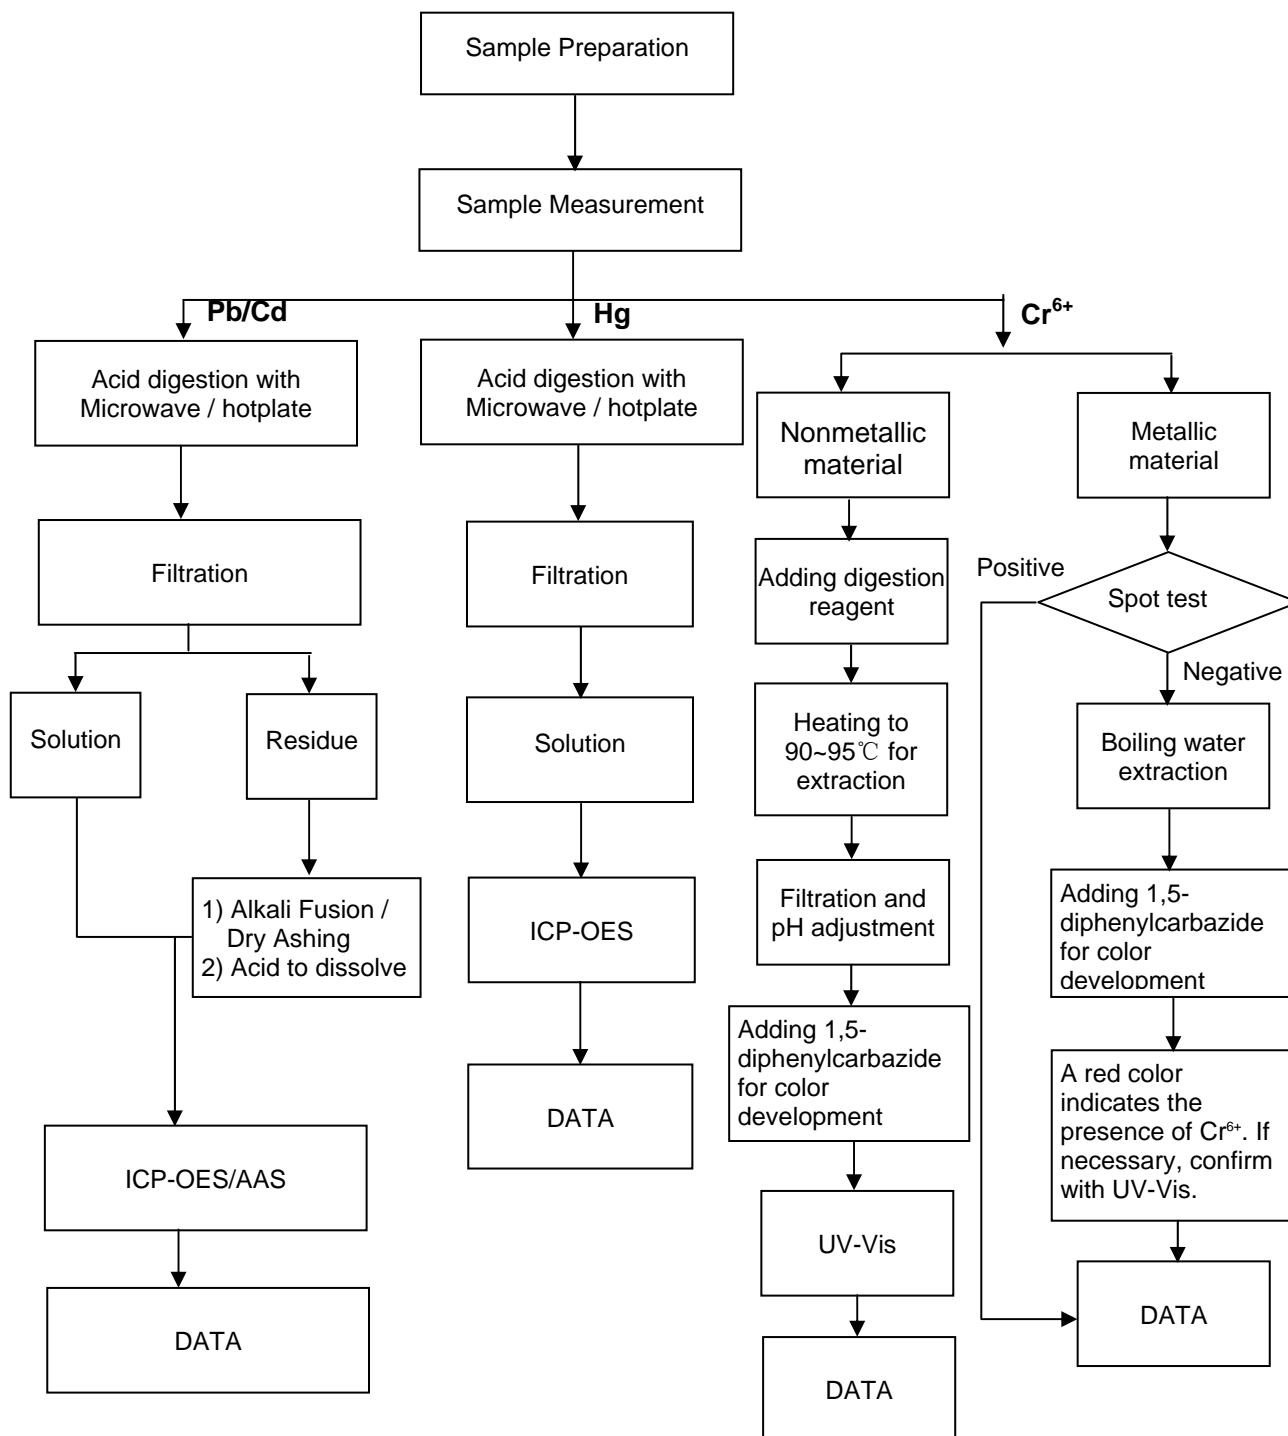 Sample Preparation
Sample Measurement
Pb/Cd
Hg
Cr⁶⁺
Acid digestion with
Microwave / hotplate
Filtration
Solution
Residue
1) Alkali Fusion /
Dry Ashing
2) Acid to dissolve
ICP-OES/AAS
DATA
Acid digestion with
Microwave / hotplate
Filtration
Solution
ICP-OES
DATA
Nonmetallic
material
Adding digestion
reagent
Heating to
90~95℃ for
extraction
Filtration and
pH adjustment
Adding 1,5-
diphenylcarbazide
for color
development
UV-Vis
DATA
Metallic
material
Spot test
Positive
Negative
Boiling water
extraction
Adding 1,5-
diphenylcarbazide
for color
development
A red color
indicates the
presence of Cr⁶⁺. If
necessary, confirm
with UV-Vis.
DATA